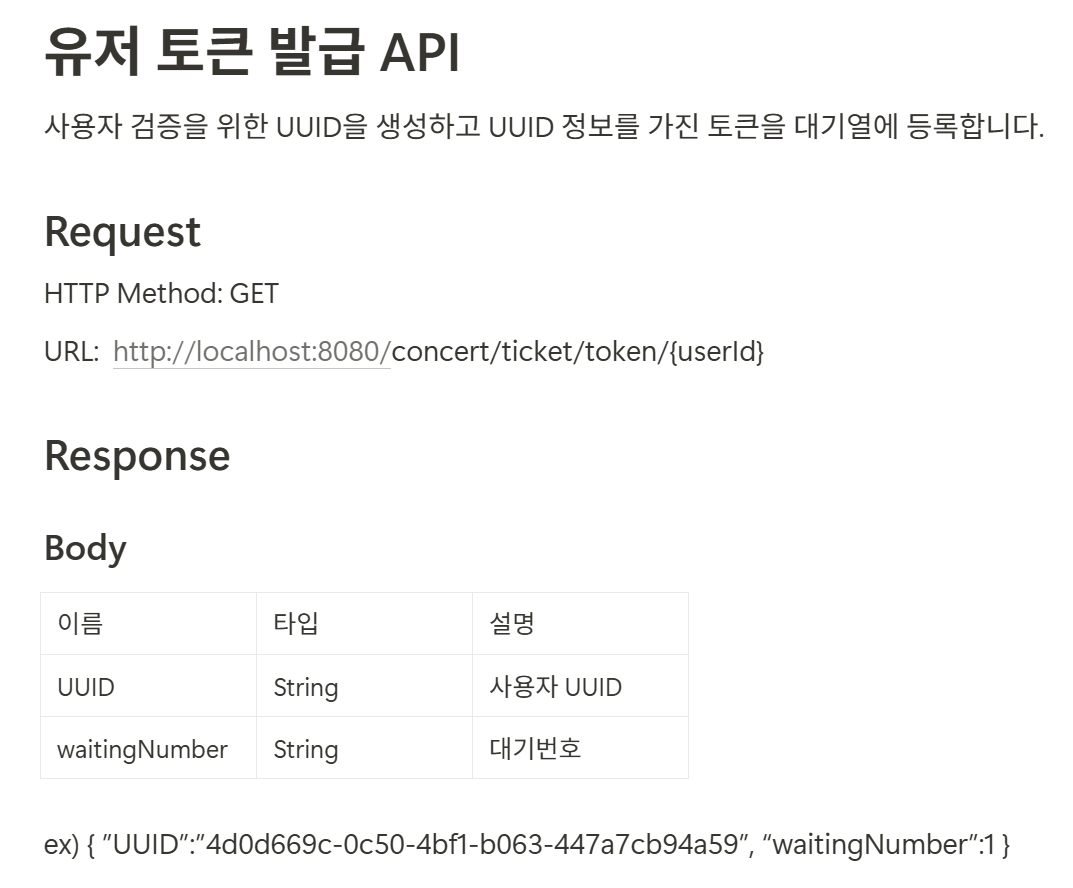 유저 토큰 발급 API
사용자 검증을 위한 UUID을 생성하고 UUID 정보를 가진 토큰을 대기열에 등록합니다.
Request
HTTP Method: GET
URL: http://localhost:8080/concert/ticket/token/{userId}
Response
Body
이름 타입 설명
UUID String 사용자 UUID
waitingNumber String 대기번호
ex) { ”UUID”:”4d0d669c-0c50-4bf1-b063-447a7cb94a59”, “waitingNumber”:1 }